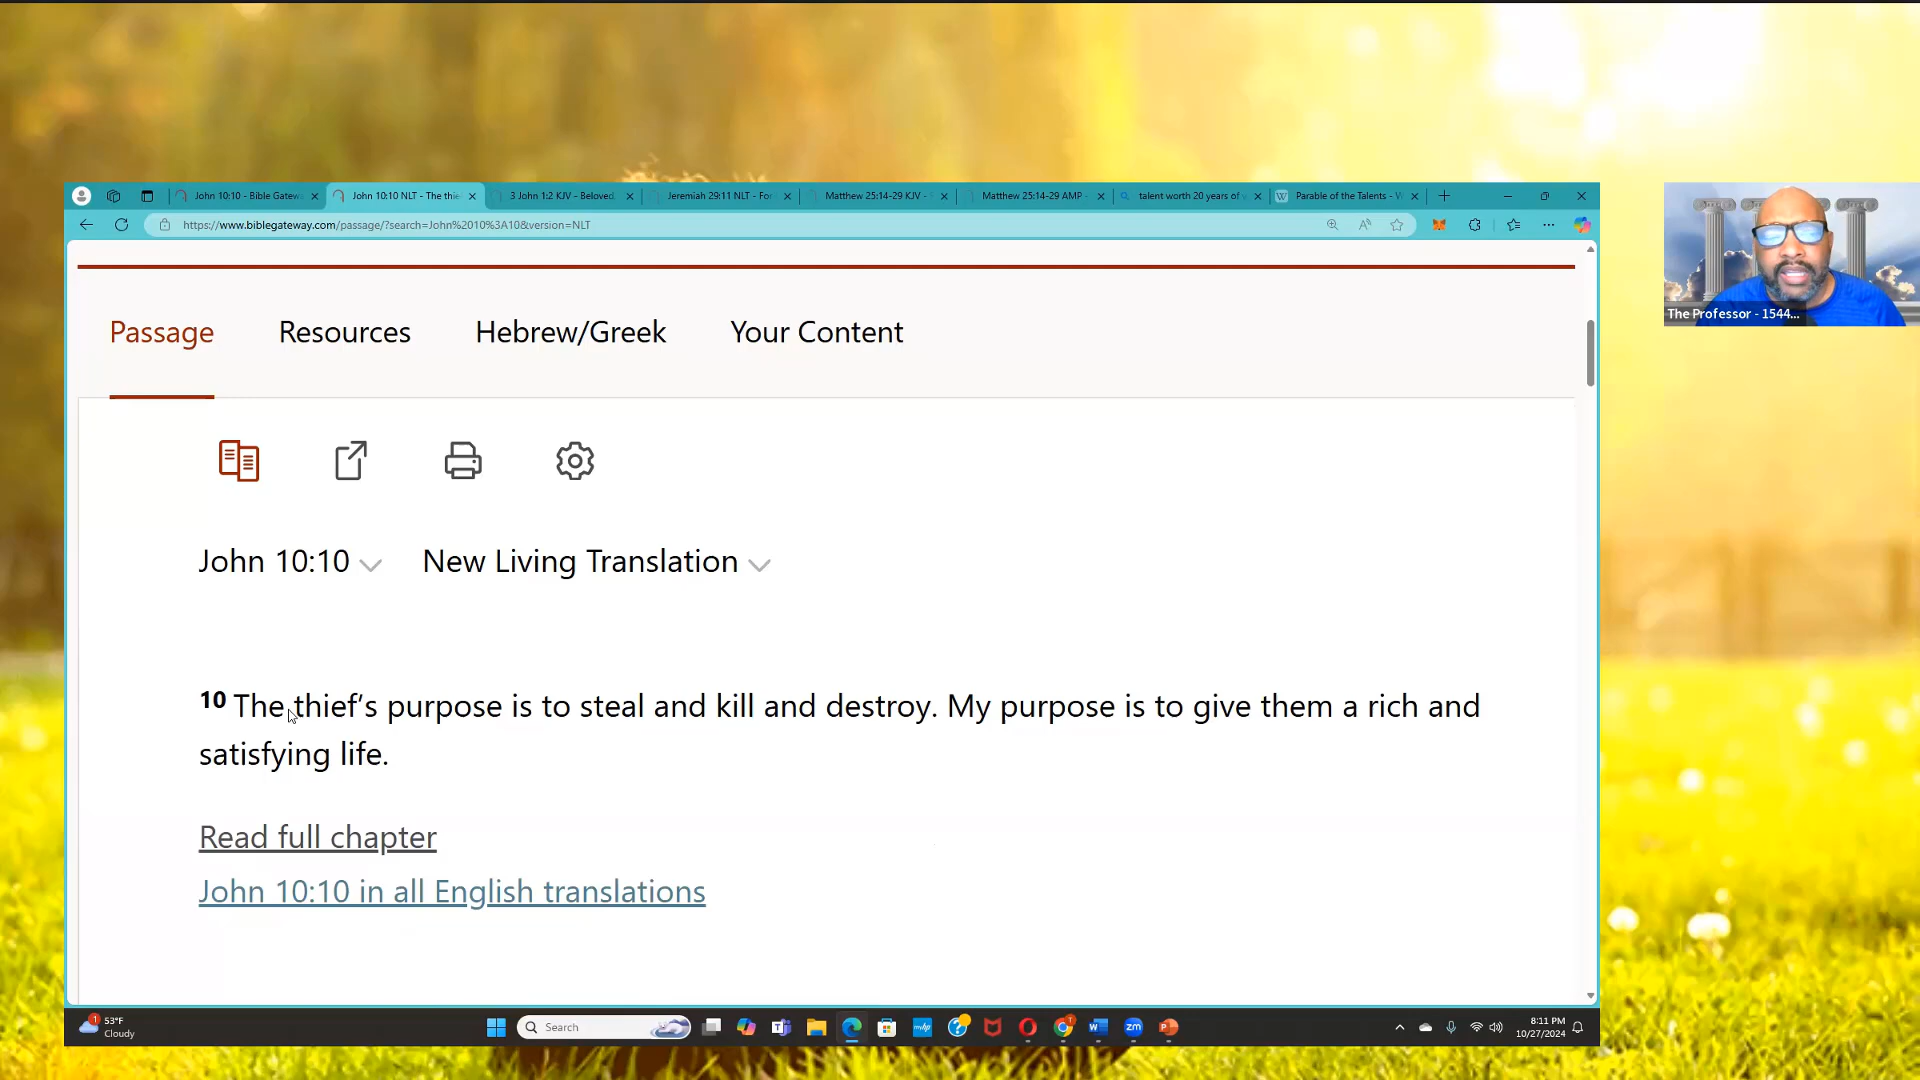 John 10:10 - Bible Gatew
John 10:10 NLT - The thie
3 John 1:2 KJV - Beloved,
Jeremiah 29:11 NLT - For
Matthew 25:14-29 KJV -
Matthew 25:14-29 AMP -
talent worth 20 years of
Parable of the Talents -
https://www.biblegateway.com/passage/?search=John%2010%3A10&version=NLT
Passage
Resources
Hebrew/Greek
Your Content
John 10:10
New Living Translation
10 The thief’s purpose is to steal and kill and destroy. My purpose is to give them a rich and
satisfying life.
Read full chapter
John 10:10 in all English translations
The Professor - 1544...
1
53°F
Cloudy
Search
mbp
1
zm
8:11 PM
10/27/2024